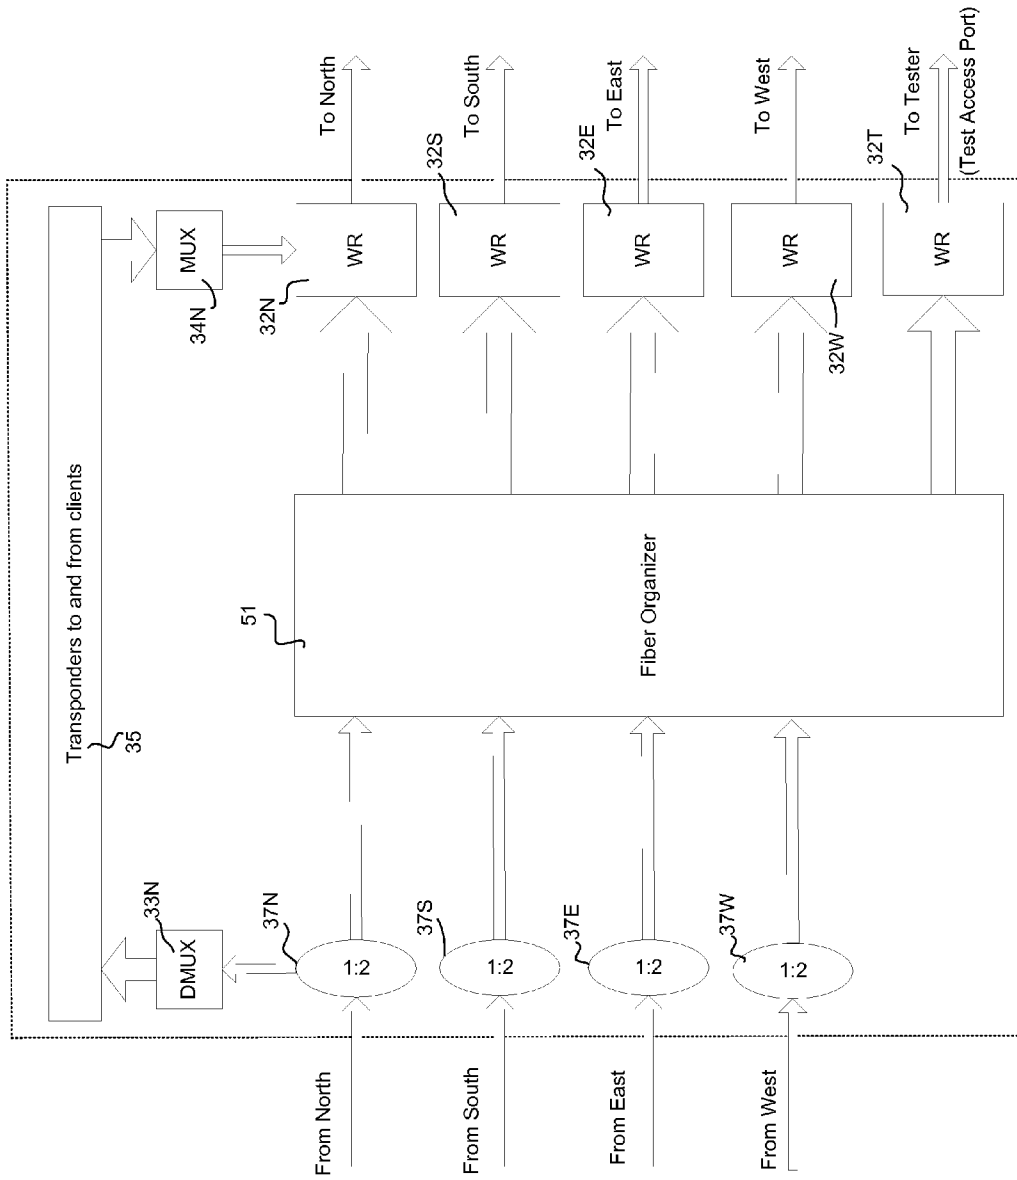 Transponders to and from clients
35
33N
DMUX
MUX
34N
From North
37N
1:2
32N
WR
To North
From South
37S
1:2
32S
WR
To South
51
Fiber Organizer
From East
37E
1:2
32E
WR
To East
From West
37W
1:2
32W
WR
To West
32T
WR
To Tester
(Test Access Port)